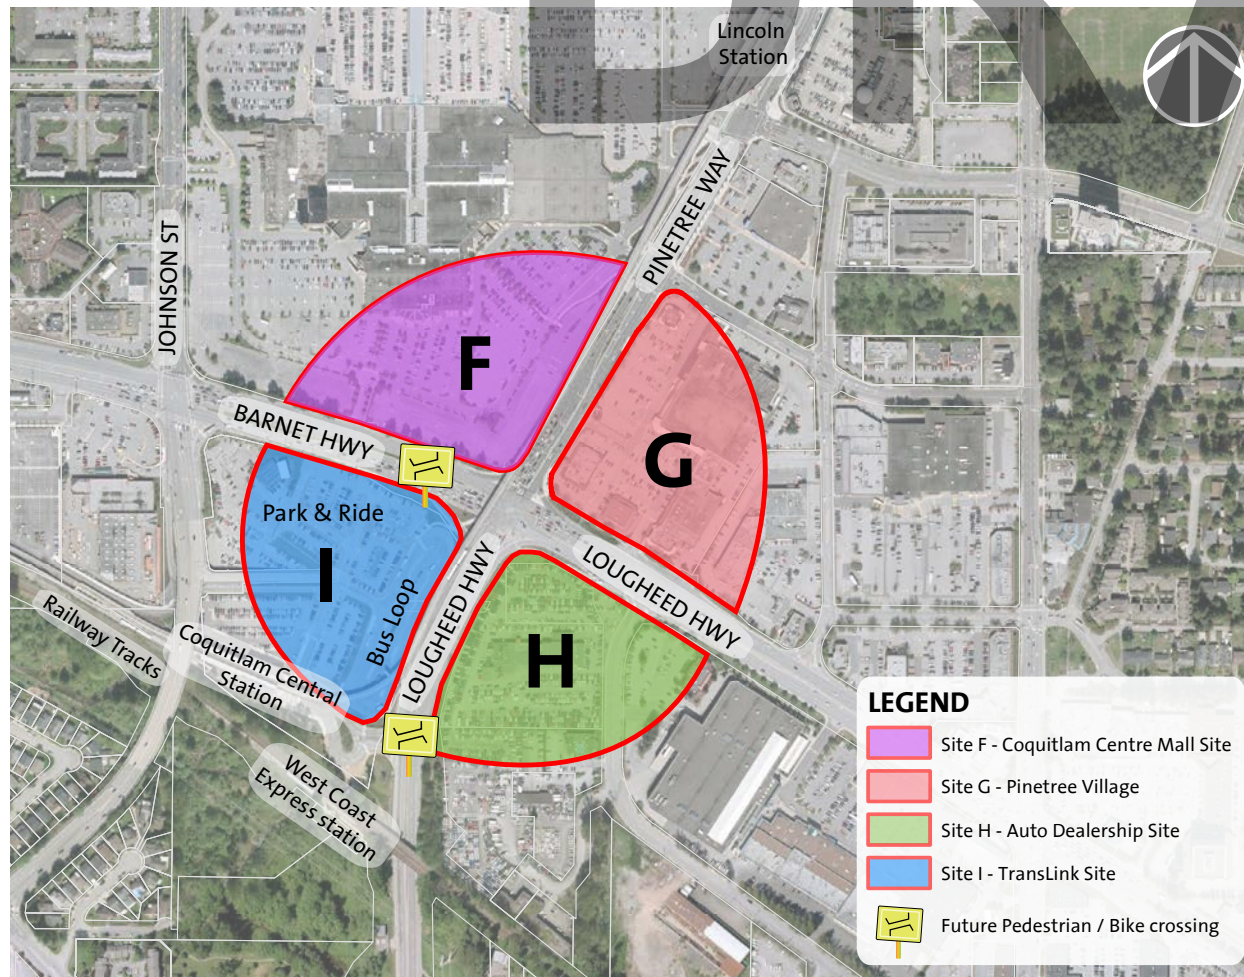 DRA
Lincoln
Station
PINETREE WAY
JOHNSON ST
F
BARNET HWY
G
Park & Ride
I
Bus Loop
LOUGHEED HWY
LOUGHEED HWY
H
Railway Tracks
Coquitlam Central
Station
West Coast
Express station
LEGEND
Site F - Coquitlam Centre Mall Site
Site G - Pinetree Village
Site H - Auto Dealership Site
Site I - TransLink Site
Future Pedestrian / Bike crossing